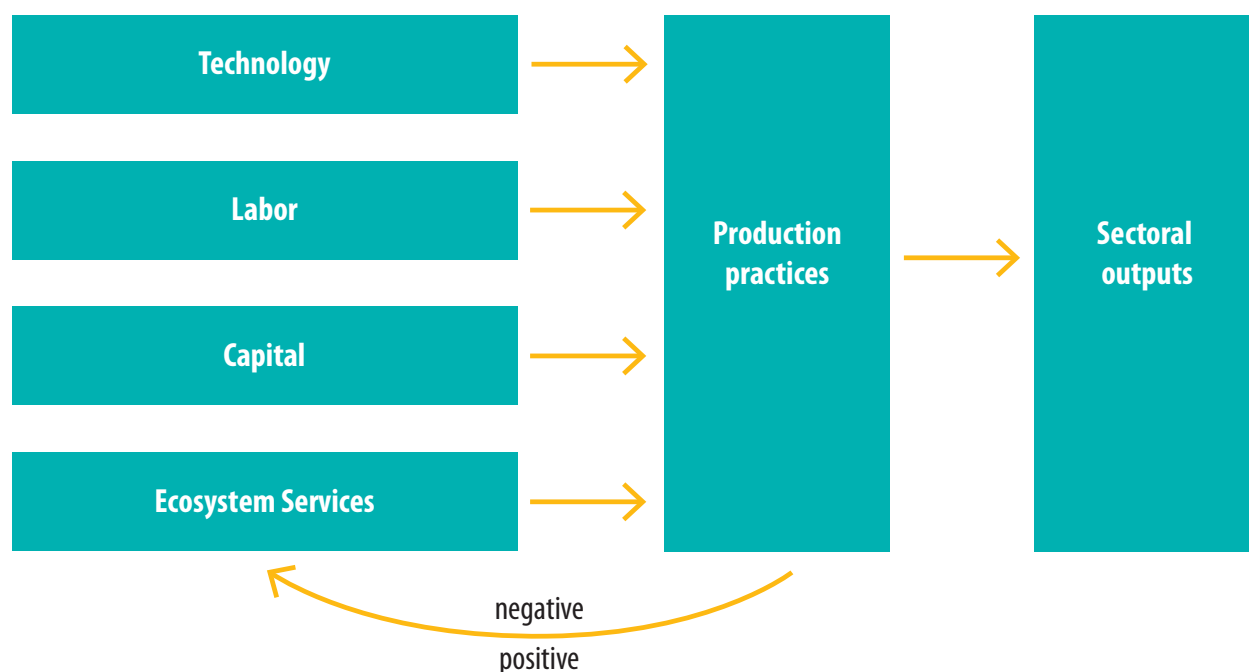 Technology
Labor
Capital
Ecosystem Services
Production
practices
Sectoral
outputs
negative
positive